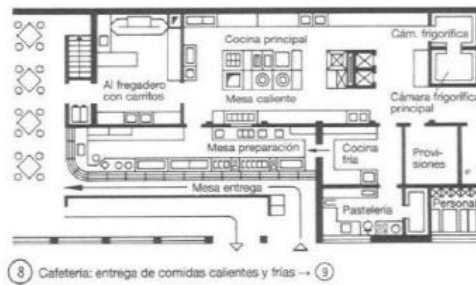 Cocina principal
Cám. frigorífica
Al fregadero
con carritos
Mesa caliente
Cámara frigorífica
principal
Mesa preparación
Cocina
fría
Provi-
siones
Mesa entrega
Pastelería
Personal
8 Cafetería: entrega de comidas calientes y frías → 9